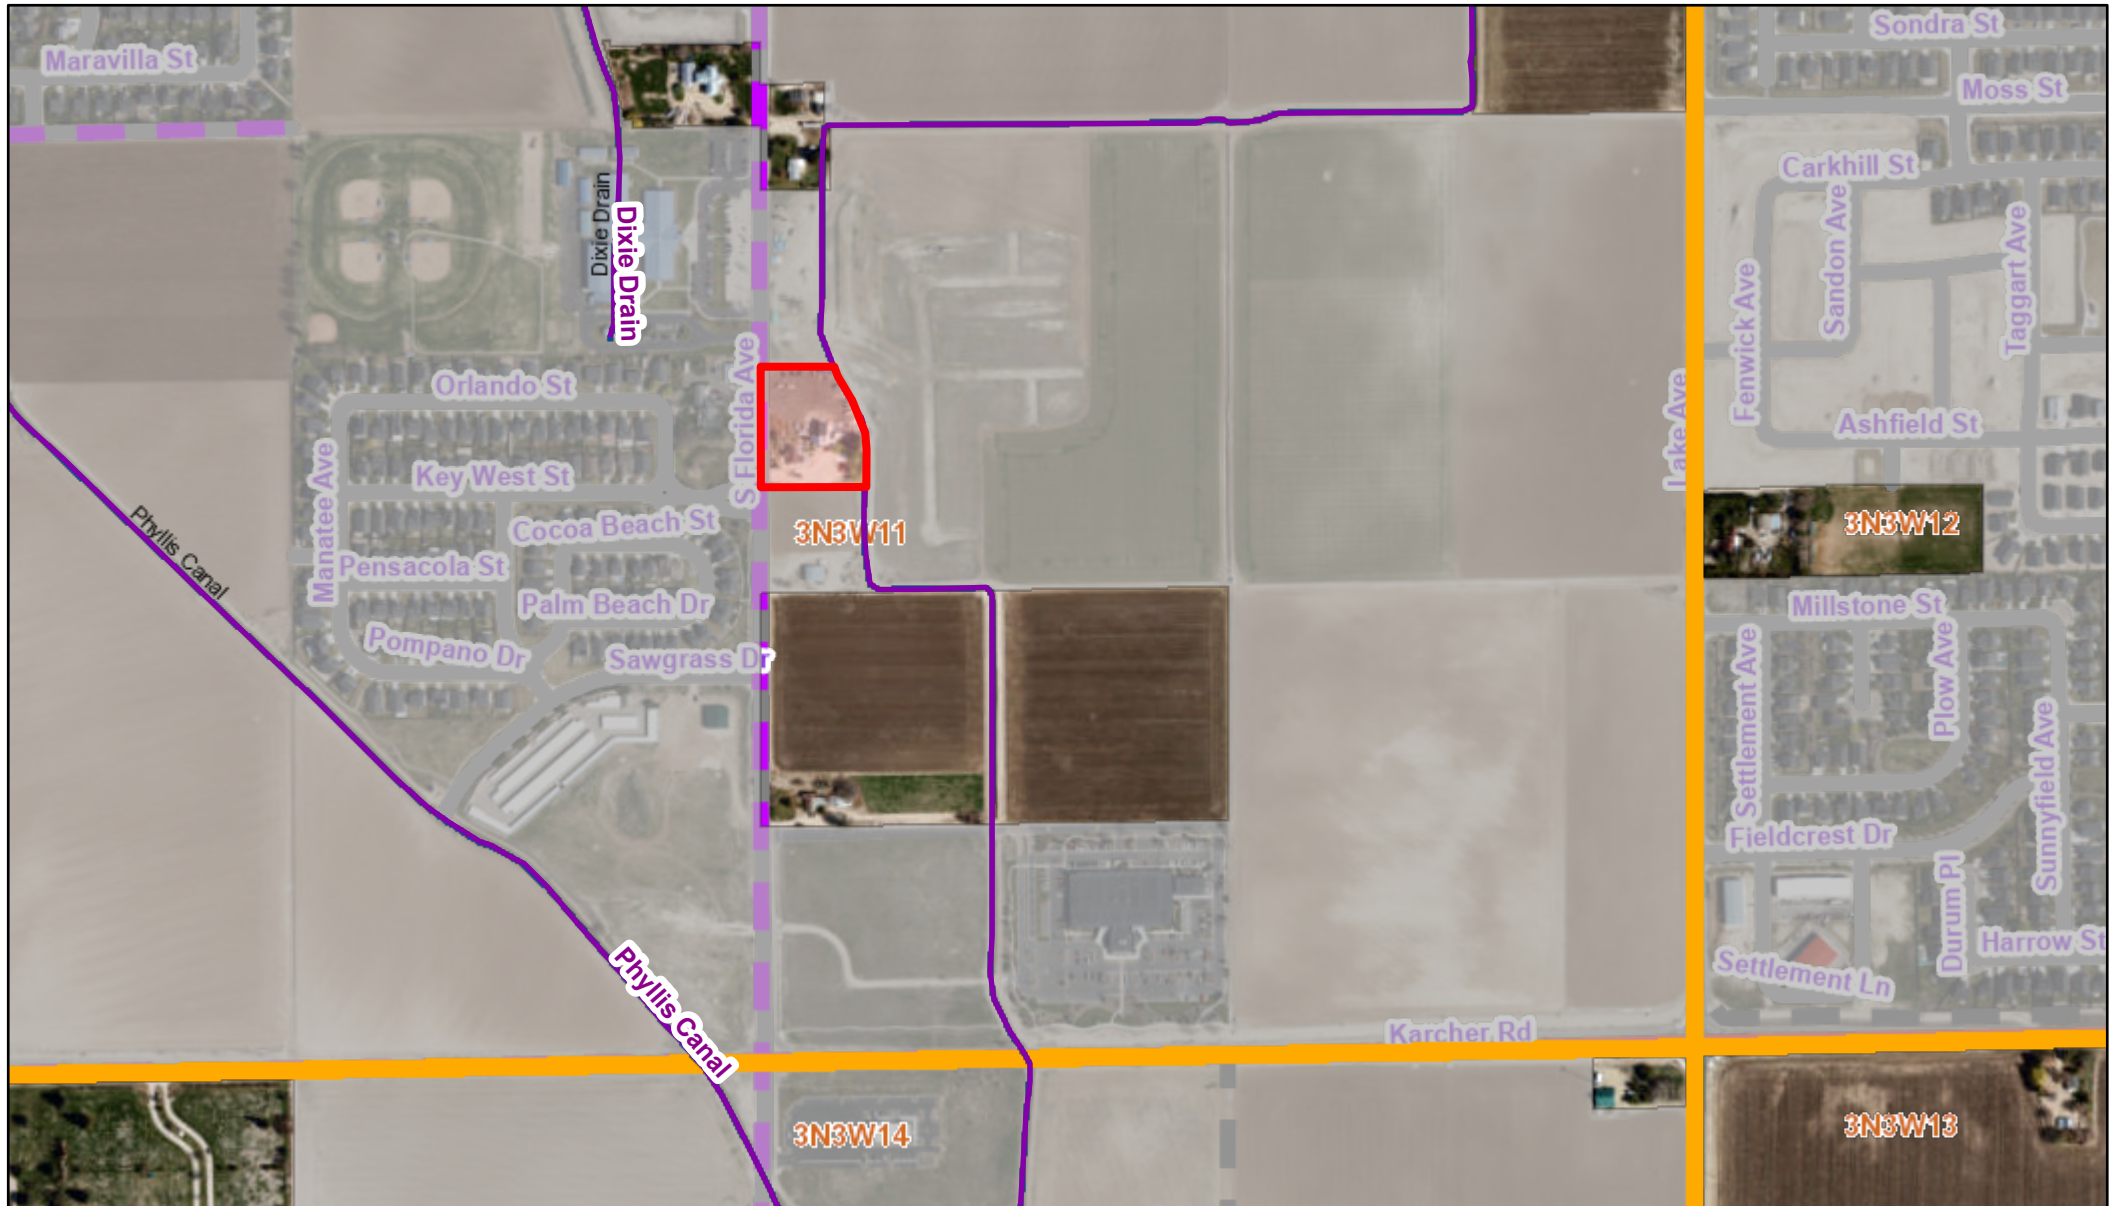 Sondra St
Maravilla St
Moss St
Carkhill St
Dixie Drain
Dixie Drain
Sandon Ave
Taggart Ave
Fenwick Ave
S Florida Ave
Orlando St
Lake Ave
Ashfield St
Key West St
Manatee Ave
Cocoa Beach St
3N3W11
3N3W12
Phyllis Canal
Pensacola St
Palm Beach Dr
Millstone St
Pompano Dr
Sawgrass Dr
Settlement Ave
Plow Ave
Sunnyfield Ave
Fieldcrest Dr
Durum Pl
Harrow St
Settlement Ln
Phyllis Canal
Karcher Rd
3N3W14
3N3W13